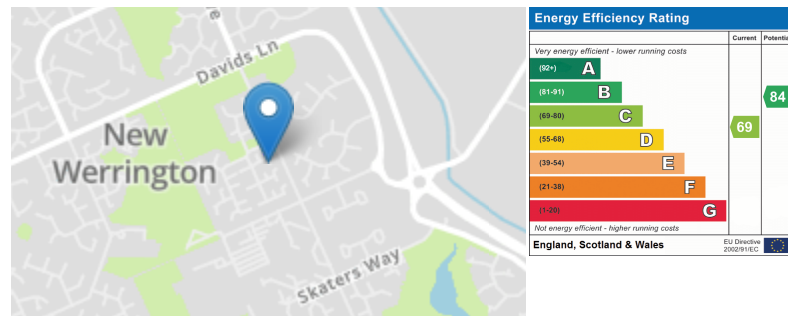 Davids Ln
New
Werrington
Skaters Way
Energy Efficiency Rating
Current Potentia
Very energy efficient - lower running costs
(92+) A
(81-91) B
84
(69-80) C
69
(55-68) D
(39-54) E
(21-38) F
(1-20) G
Not energy efficient - higher running costs
England, Scotland & Wales
EU Directive
2002/91/EC